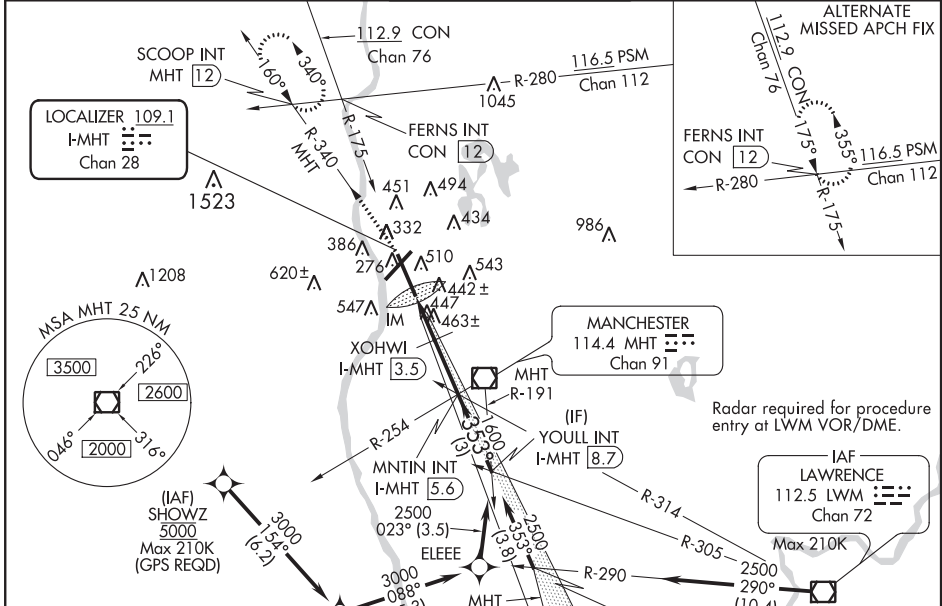 112.9 CON
Chan 76
SCOOP INT
MHT 12
160°
340°
R-280
116.5 PSM
Chan 112
1045
LOCALIZER 109.1
I-MHT
Chan 28
R-340
MHT
R-175
FERNS INT
CON 12
1523
451
494
332
434
386
276
510
986
543
1208
620±
442±
547
447
IM
463±
ALTERNATE
MISSED APCH FIX
112.9 CON
Chan 76
FERNS INT
CON 12
175°
355°
116.5 PSM
Chan 112
R-280
R-175
MSA MHT 25 NM
3500
226°
2600
046°
2000
316°
XOHWI
I-MHT 3.5
MANCHESTER
114.4 MHT
Chan 91
MHT
R-191
R-254
1600
353°
(3)
(IF)
YOULL INT
I-MHT 8.7
Radar required for procedure
entry at LWM VOR/DME.
MNTIN INT
I-MHT 5.6
R-314
IAF
LAWRENCE
112.5 LWM
Chan 72
Max 210K
(IAF)
SHOWZ
5000
Max 210K
(GPS REQD)
3000
154°
(6.2)
2500
023° (3.5)
ELEEE
2500
353°
(3.8)
R-305
R-290
2500
290°
(10.4)
3000
088°
MHT